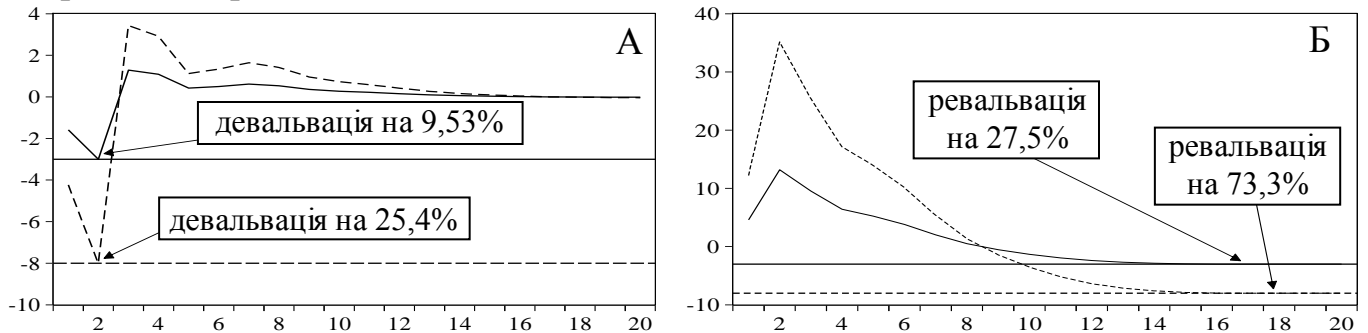 А
4
2
0
-2
-4
-6
-8
-10
девальвація на 9,53%
девальвація на 25,4%
2 4 6 8 10 12 14 16 18 20
Б
40
30
20
10
0
-10
ревальвація
на 27,5%
ревальвація
на 73,3%
2 4 6 8 10 12 14 16 18 20